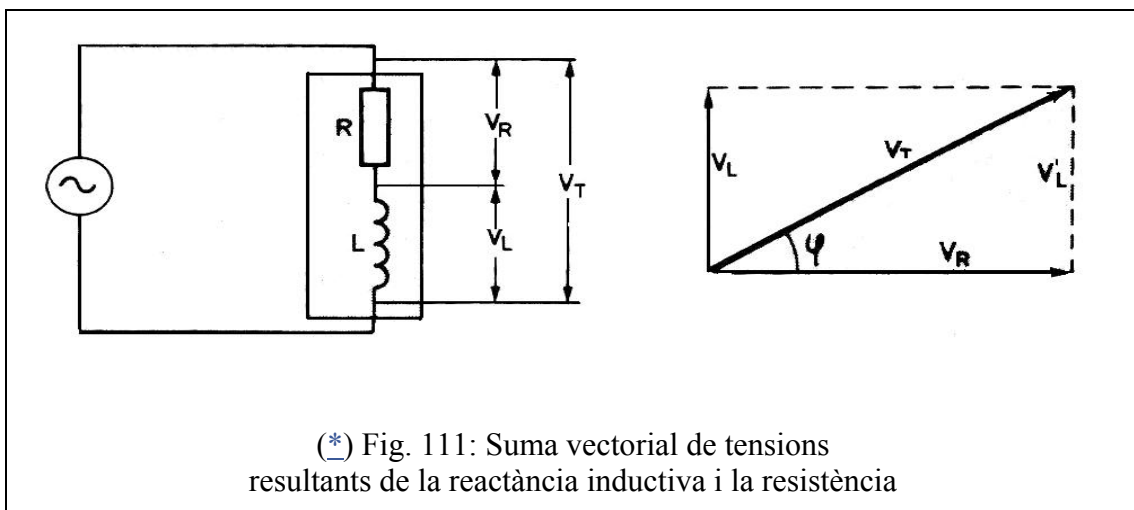 R
L
V_R
V_L
V_T
V_L
V_T
V'_L
φ
V_R
(*) Fig. 111: Suma vectorial de tensions
resultants de la reactància inductiva i la resistència